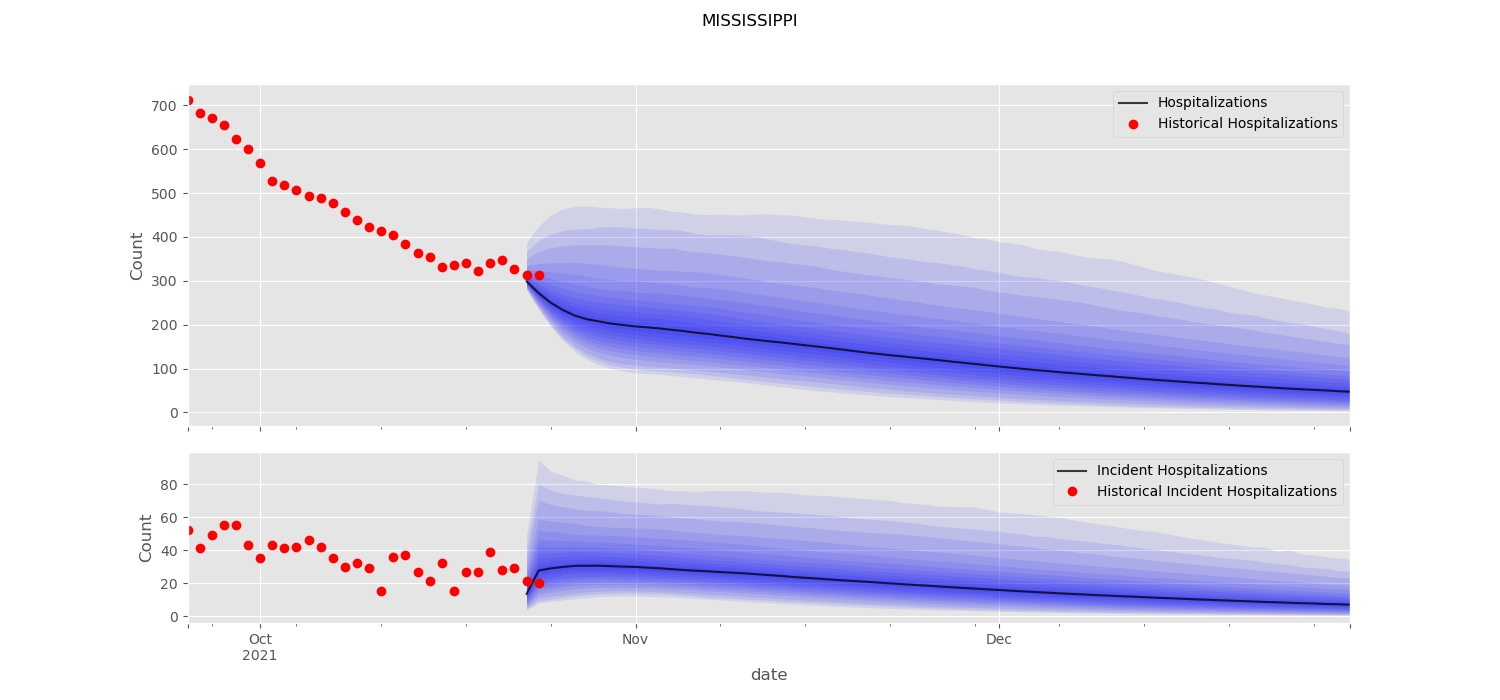 MISSISSIPPI
700
600
500
400
300
200
100
0
Count
Hospitalizations
Historical Hospitalizations
80
60
40
20
0
Count
Incident Hospitalizations
Historical Incident Hospitalizations
Oct
2021
Nov
Dec
date